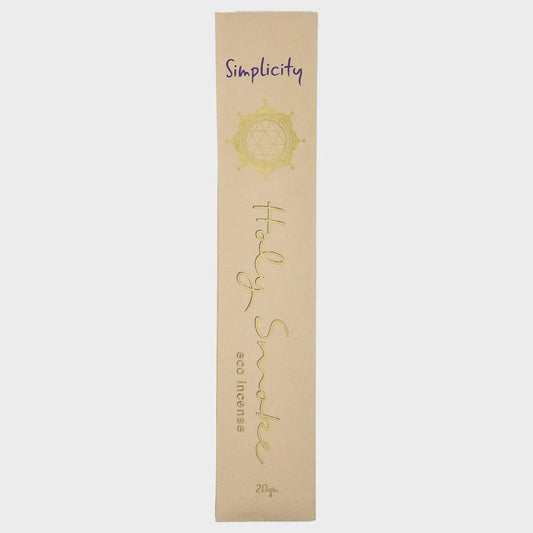 Simplicity
Holy Smoke
eco incense
20gm